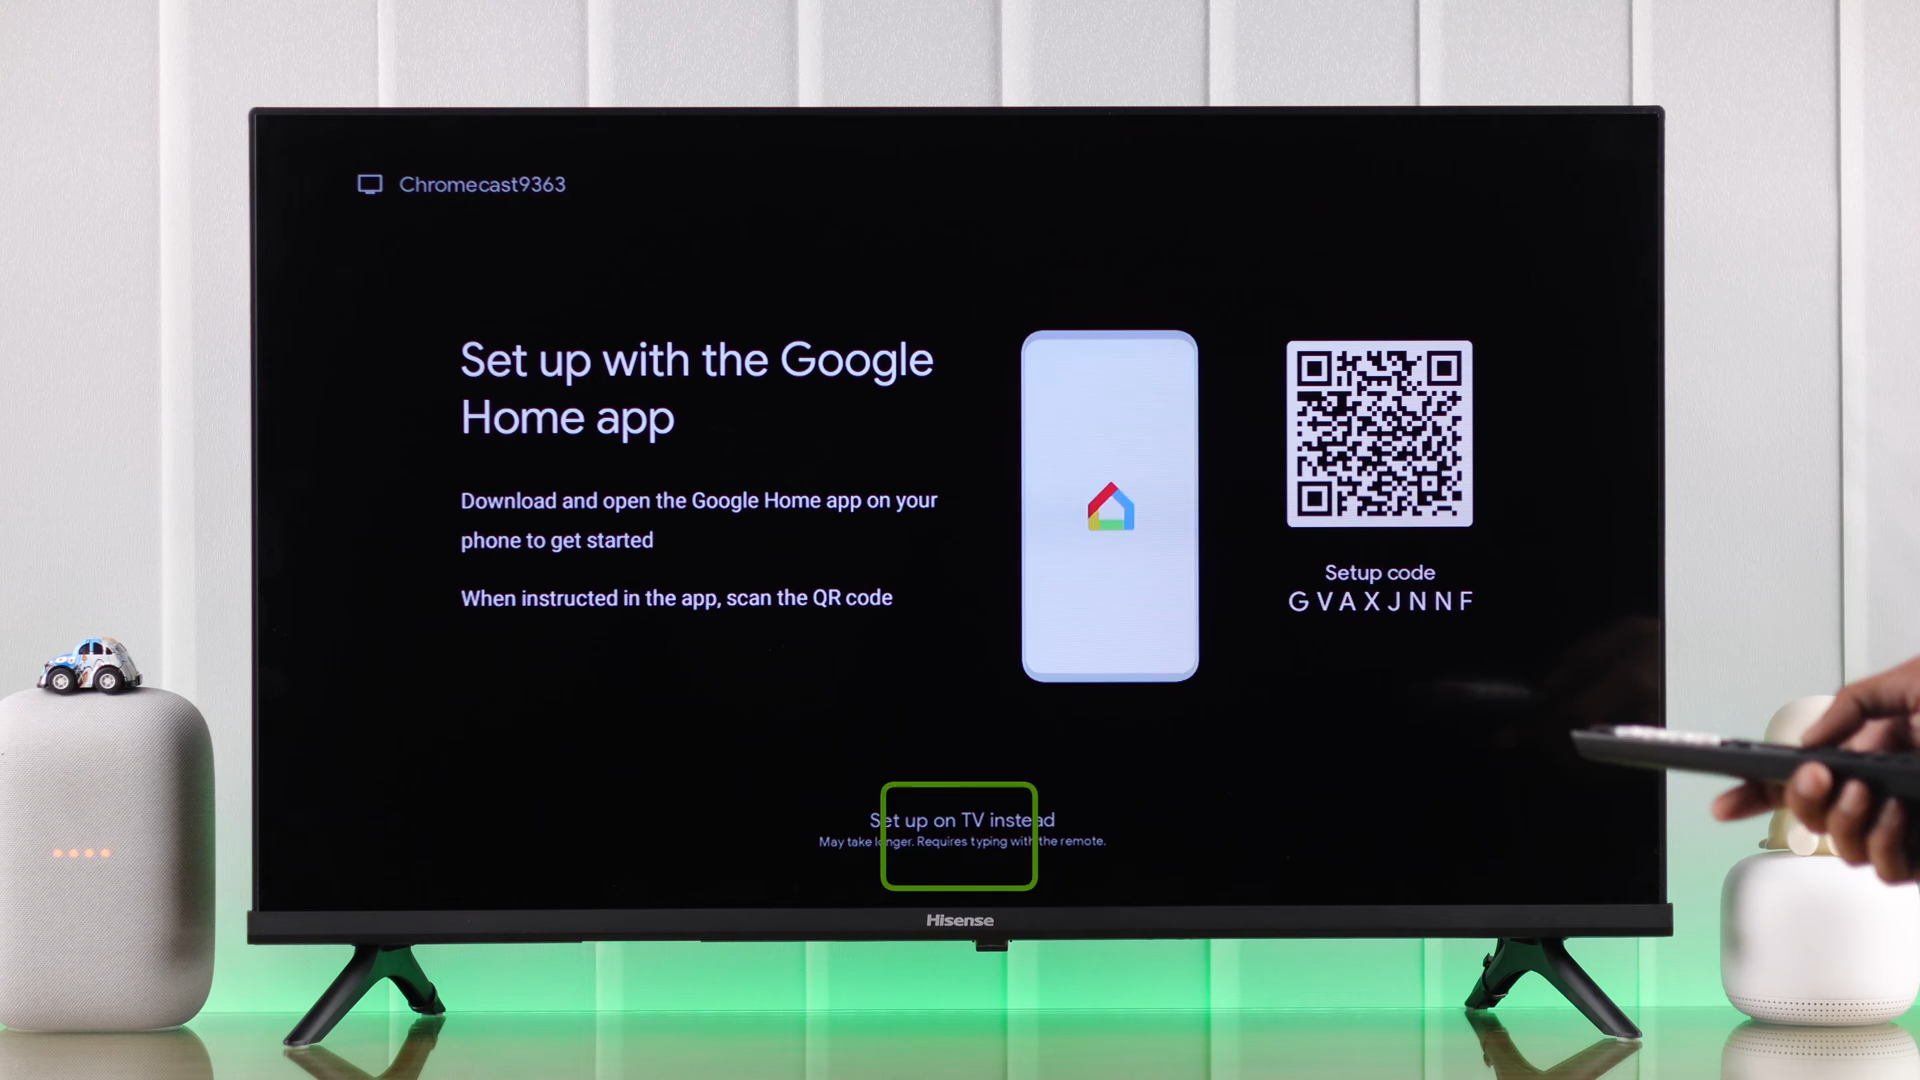 Chromecast9363
Set up with the Google
Home app
Download and open the Google Home app on your
phone to get started
When instructed in the app, scan the QR code
Setup code
GVAXJNNF
Set up on TV instead
May take longer. Requires typing with the remote.
Hisense